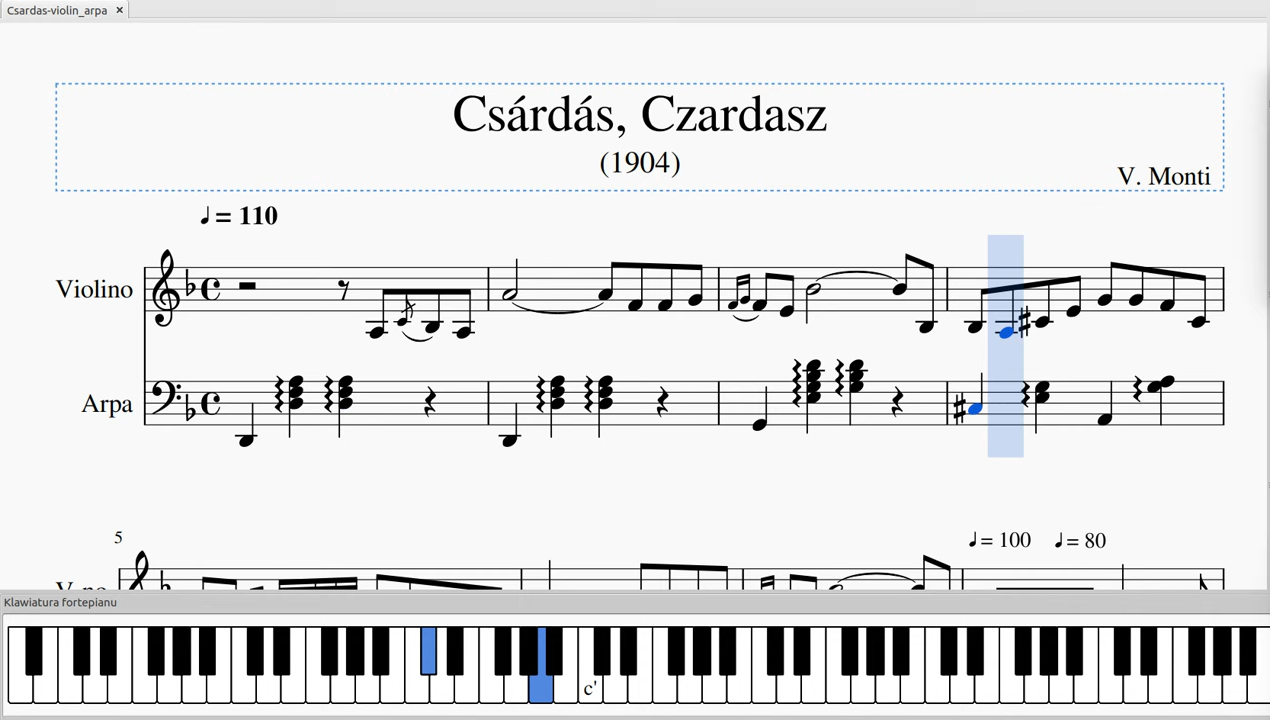 Csardas-violin_arpa ×
Csárdás, Czardasz
(1904)
V. Monti
♩ = 110
Violino
Arpa
5
♩ = 100 ♩ = 80
Klawiatura fortepianu
c'